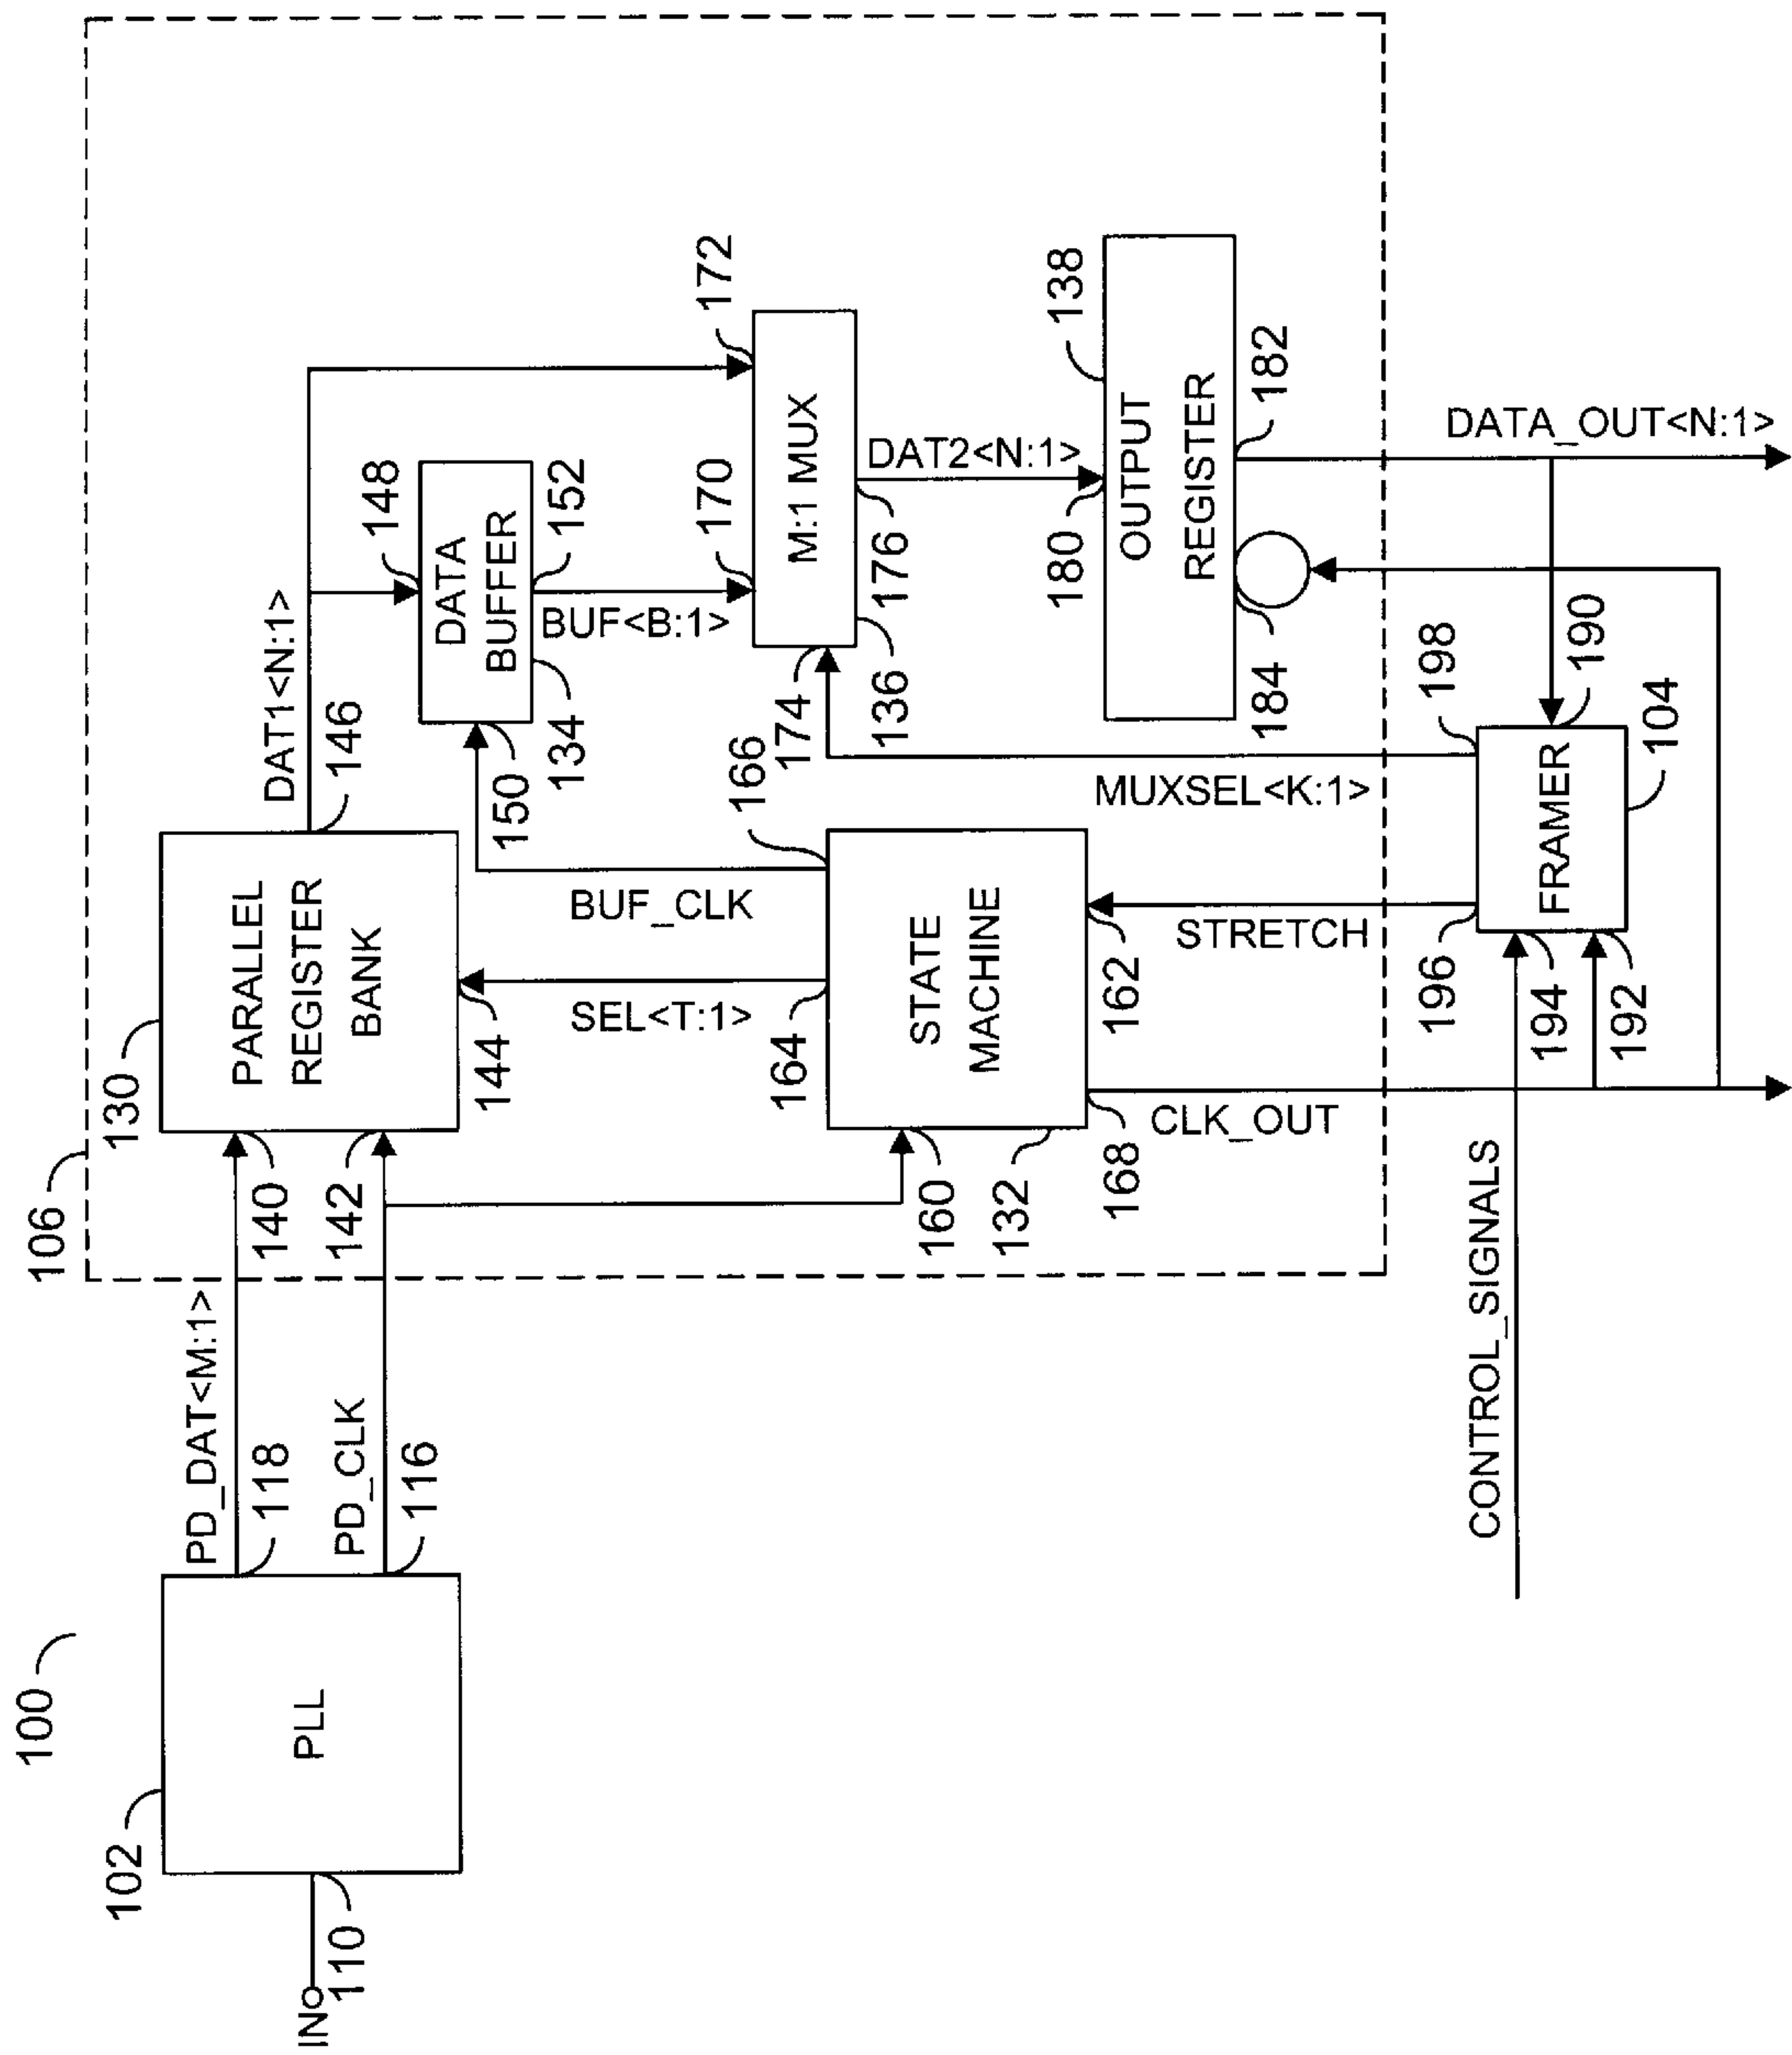 100
102
PLL
IN
110
PD_DAT<M:1>
118
PD_CLK
116
106
130
PARALLEL
REGISTER
BANK
140
142
144
146
DAT1<N:1>
148
DATA
BUFFER
150
134
152
BUF<B:1>
BUF_CLK
SEL<T:1>
164
166
STATE
MACHINE
160
132
168
162
CLK_OUT
STRETCH
170
172
M:1 MUX
174
136
176
DAT2<N:1>
180
138
OUTPUT
REGISTER
184
182
DATA_OUT<N:1>
MUXSEL<K:1>
198
190
FRAMER
104
196
194
192
CONTROL_SIGNALS